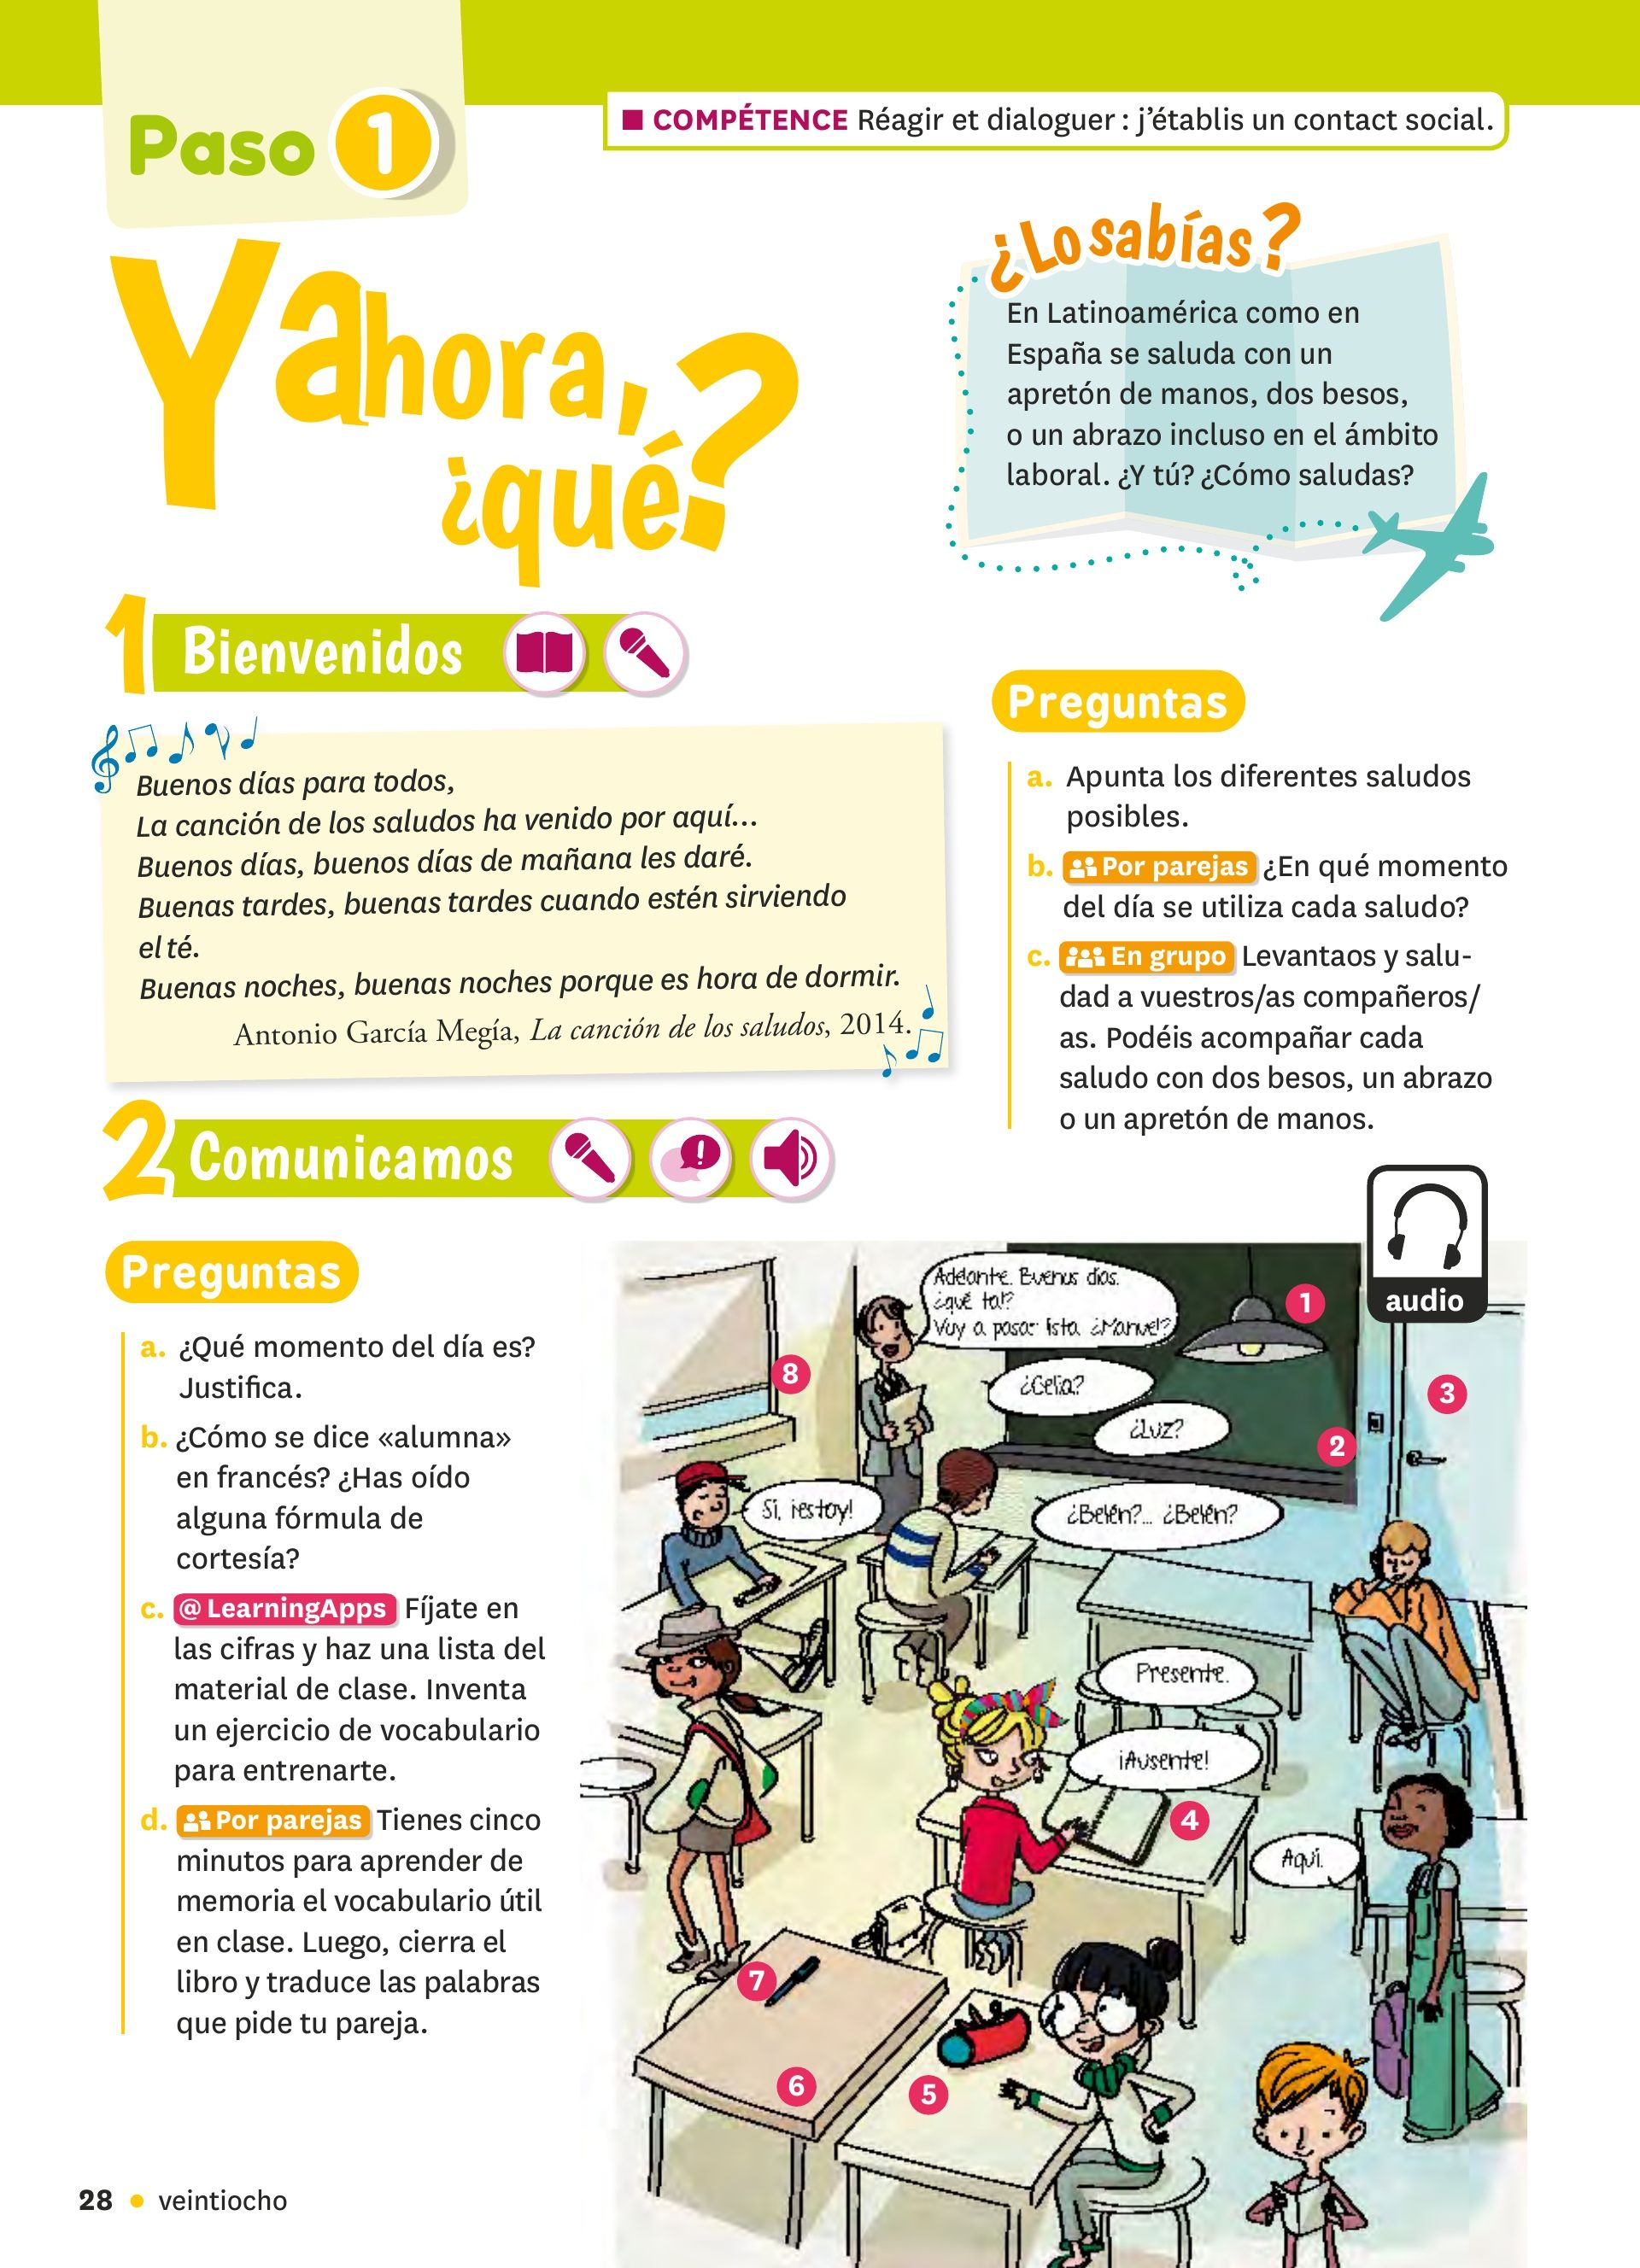 Paso 1
■ COMPÉTENCE Réagir et dialoguer : j’établis un contact social.
Y ahora,
¿qué?
¿Lo sabías?
En Latinoamérica como en
España se saluda con un
apretón de manos, dos besos,
o un abrazo incluso en el ámbito
laboral. ¿Y tú? ¿Cómo saludas?
1 Bienvenidos
Buenos días para todos,
La canción de los saludos ha venido por aquí...
Buenos días, buenos días de mañana les daré.
Buenas tardes, buenas tardes cuando estén sirviendo
el té.
Buenas noches, buenas noches porque es hora de dormir.
Antonio García Megía, La canción de los saludos, 2014.
Preguntas
a. Apunta los diferentes saludos
posibles.
b. Por parejas ¿En qué momento
del día se utiliza cada saludo?
c. En grupo Levantaos y salu-
dad a vuestros/as compañeros/
as. Podéis acompañar cada
saludo con dos besos, un abrazo
o un apretón de manos.
2 Comunicamos
Preguntas
a. ¿Qué momento del día es?
Justifica.
b. ¿Cómo se dice «alumna»
en francés? ¿Has oído
alguna fórmula de
cortesía?
c. @ LearningApps Fíjate en
las cifras y haz una lista del
material de clase. Inventa
un ejercicio de vocabulario
para entrenarte.
d. Por parejas Tienes cinco
minutos para aprender de
memoria el vocabulario útil
en clase. Luego, cierra el
libro y traduce las palabras
que pide tu pareja.
audio
Adelante. Buenos días.
¿qué tal?
Voy a pasar lista. ¿Manuel?
1
8
¿Celia?
3
¿Luz?
2
Sí, ¡estoy!
¿Belén?... ¿Belén?
Presente.
¡Ausente!
4
Aquí.
7
6
5
28 • veintiocho